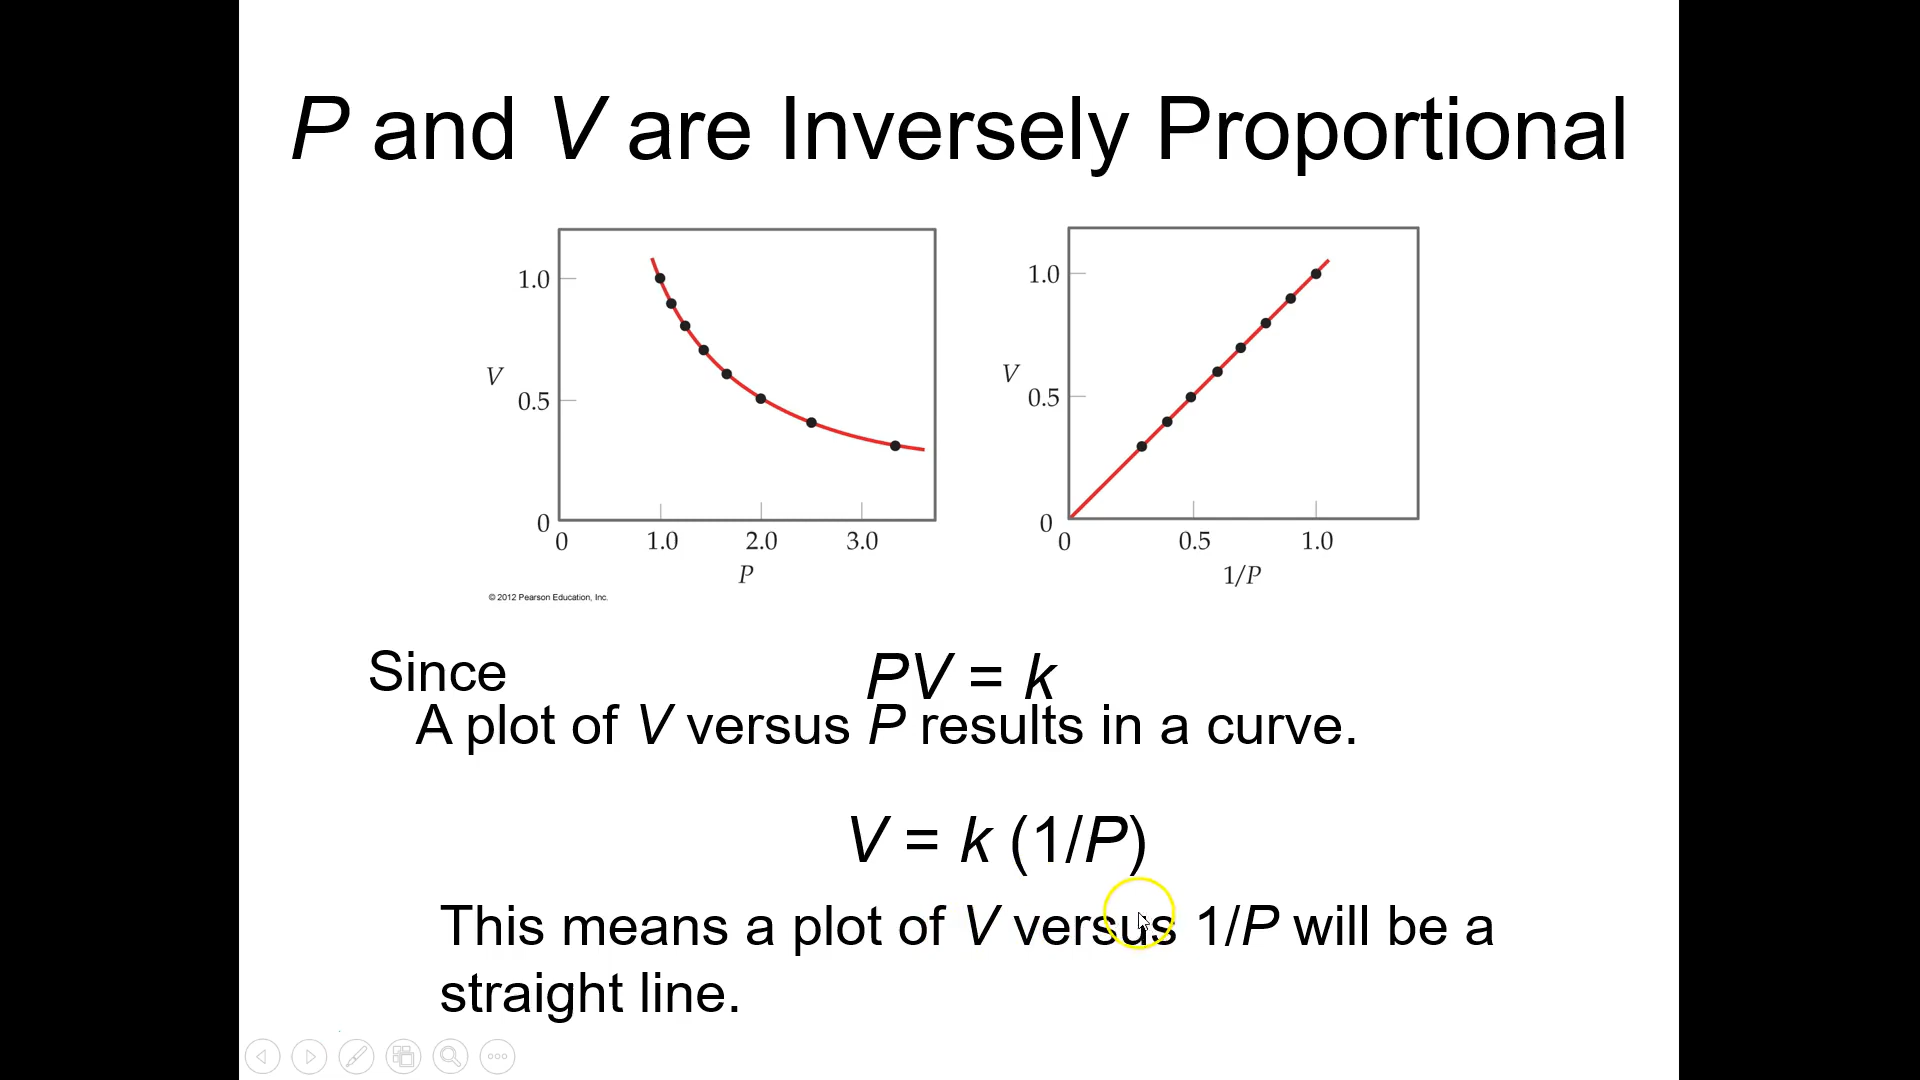 P and V are Inversely Proportional
1.0
V
0.5
0
0
1.0
2.0
3.0
P
1.0
V
0.5
0
0
0.5
1.0
1/P
© 2012 Pearson Education, Inc.
Since
PV = k
A plot of V versus P results in a curve.
V = k (1/P)
This means a plot of V versus 1/P will be a
straight line.